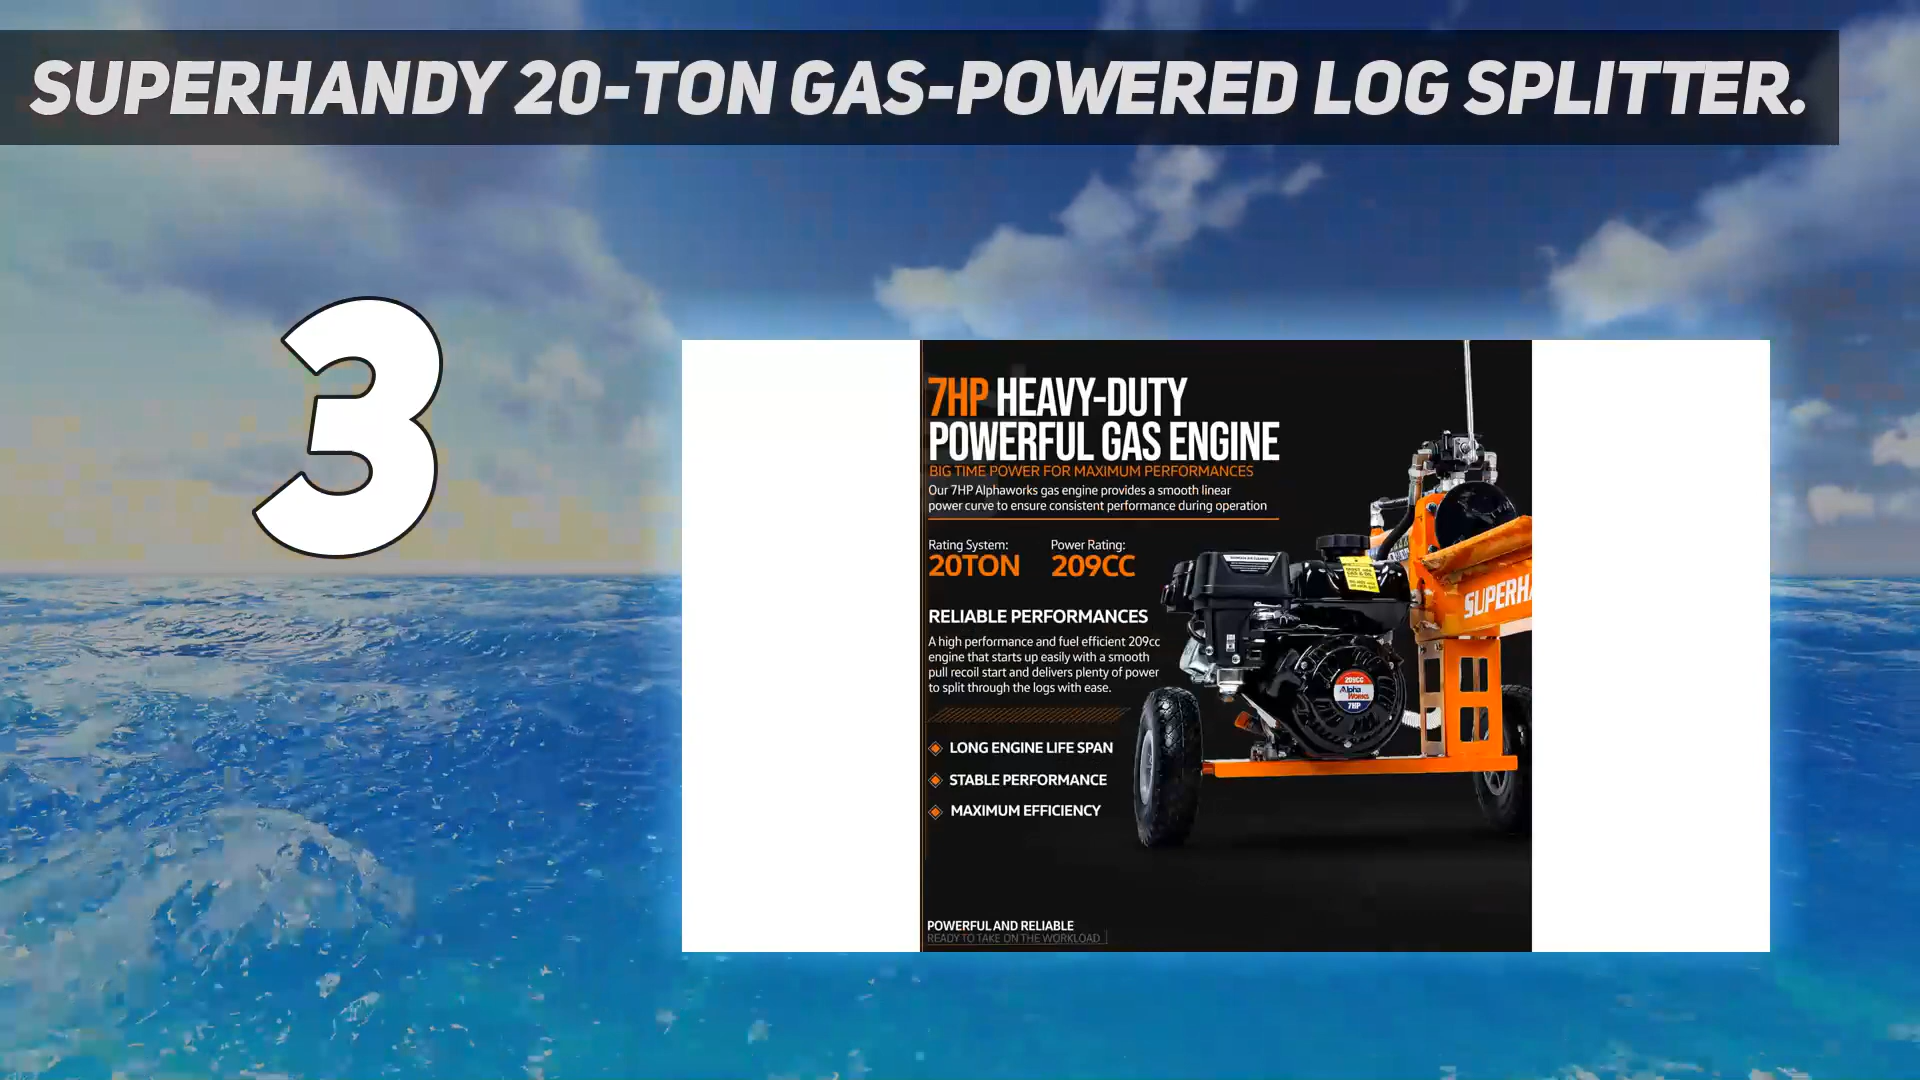 SUPERHANDY 20-TON GAS-POWERED LOG SPLITTER.
3
7HP HEAVY-DUTY
POWERFUL GAS ENGINE
BIG TIME POWER FOR MAXIMUM PERFORMANCES
Our 7HP Alphaworks gas engine provides a smooth linear
power curve to ensure consistent performance during operation
Rating System: Power Rating:
20TON 209CC
RELIABLE PERFORMANCES
A high performance and fuel efficient 209cc
engine that starts up easily with a smooth
pull recoil start and delivers plenty of power
to split through the logs with ease.
LONG ENGINE LIFE SPAN
STABLE PERFORMANCE
MAXIMUM EFFICIENCY
POWERFUL AND RELIABLE
READY TO TAKE ON THE WORKLOAD
SUPERHA
209CC
Alpha
WORKS
7HP